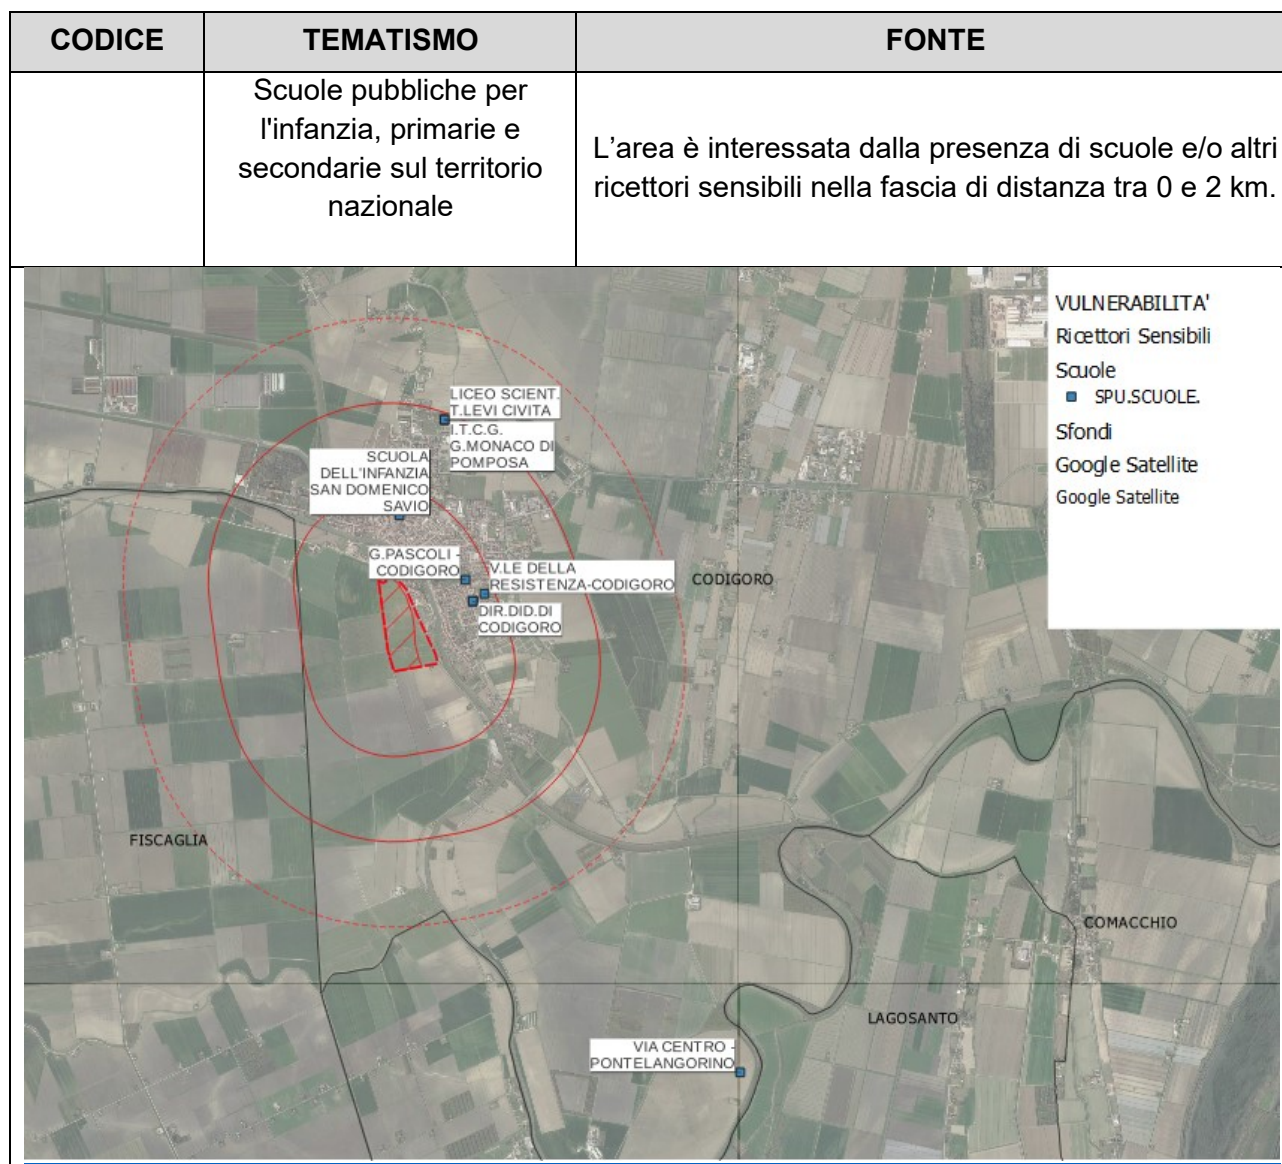 CODICE
TEMATISMO
FONTE
Scuole pubbliche per
l'infanzia, primarie e
secondarie sul territorio
nazionale
L’area è interessata dalla presenza di scuole e/o altri
ricettori sensibili nella fascia di distanza tra 0 e 2 km.
VULNERABILITA'
Ricettori Sensibili
Scuole
SPU.SCUOLE.
Sfondi
Google Satellite
Google Satellite
LICEO SCIENT.
T.LEVI CIVITA
I.T.C.G.
G.MONACO DI
POMPOSA
SCUOLA
DELL'INFANZIA
SAN DOMENICO
SAVIO
G.PASCOLI -
CODIGORO
V.LE DELLA
RESISTENZA-CODIGORO
DIR.DID.DI
CODIGORO
CODIGORO
FISCAGLIA
COMACCHIO
LAGOSANTO
VIA CENTRO -
PONTELANGORINO